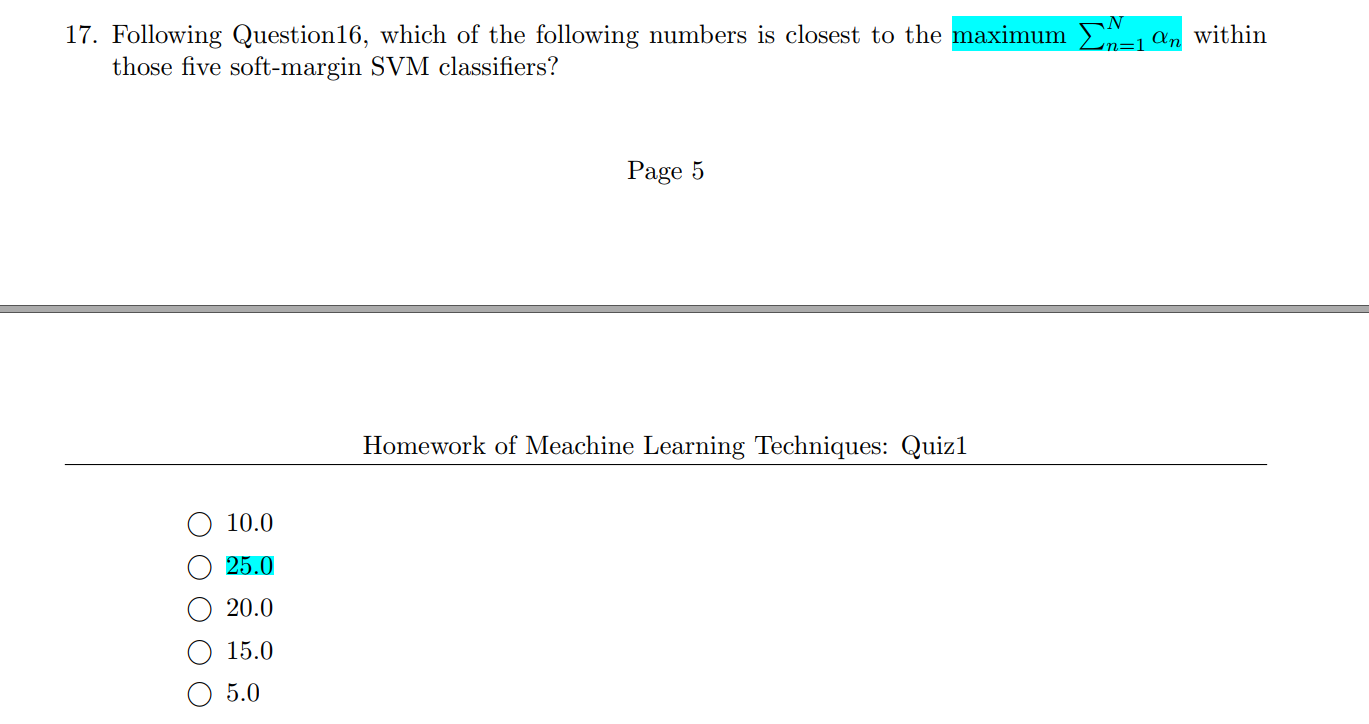 17. Following Question16, which of the following numbers is closest to the maximum ∑_{n=1}^{N} α_n within
those five soft-margin SVM classifiers?
Page 5
Homework of Meachine Learning Techniques: Quiz1
10.0
25.0
20.0
15.0
5.0